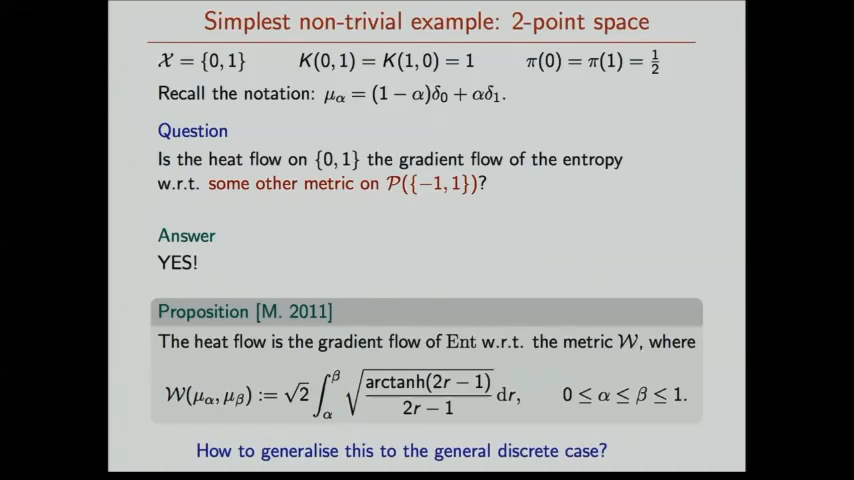 Simplest non-trivial example: 2-point space
𝒳 = {0, 1} K(0, 1) = K(1, 0) = 1 π(0) = π(1) = 1/2
Recall the notation: μ_α = (1 − α)δ_0 + αδ_1.
Question
Is the heat flow on {0, 1} the gradient flow of the entropy
w.r.t. some other metric on 𝒫({−1, 1})?
Answer
YES!
Proposition [M. 2011]
The heat flow is the gradient flow of Ent w.r.t. the metric 𝒲, where
𝒲(μ_α, μ_β) := √2 ∫_α^β √(arctanh(2r − 1) / (2r − 1)) dr, 0 ≤ α ≤ β ≤ 1.
How to generalise this to the general discrete case?